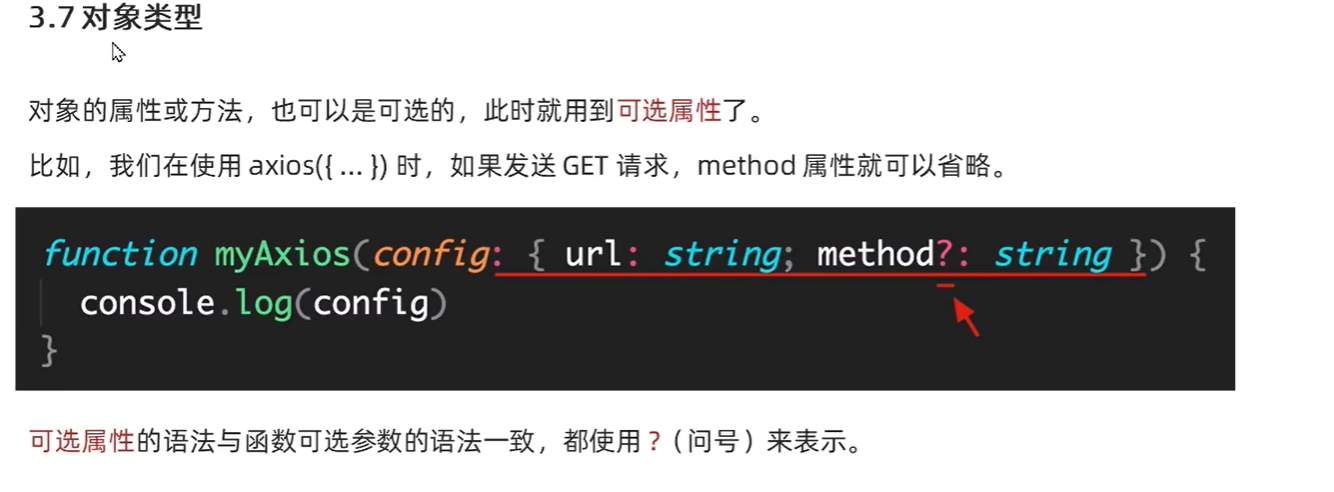 3.7 对象类型
对象的属性或方法，也可以是可选的，此时就用到可选属性了。
比如，我们在使用 axios({ ... }) 时，如果发送 GET 请求，method 属性就可以省略。
function myAxios(config: { url: string; method?: string }) {
  console.log(config)
}
可选属性的语法与函数可选参数的语法一致，都使用 ?（问号）来表示。